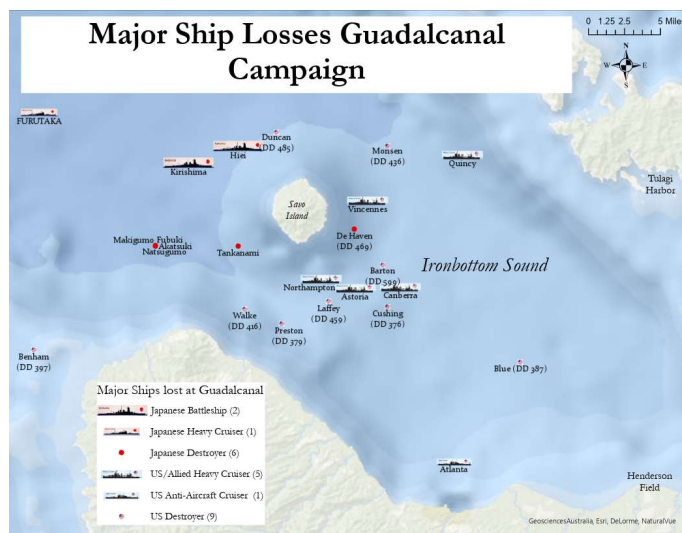 Major Ship Losses Guadalcanal
Campaign
0 1.25 2.5 5 Miles
N
W E
S
FURUTAKA
Duncan
(DD 485)
Hiei
Kirishima
Monsen
(DD 436)
Quincy
Tulagi
Harbor
Savo
Island
Vincennes
De Haven
(DD 469)
Makigumo Fubuki
Akatsuki
Natsugumo
Tankanami
Ironbottom Sound
Barton
(DD 599)
Northampton
Astoria
Canberra
Walke
(DD 416)
Preston
(DD 379)
Laffey
(DD 459)
Cushing
(DD 376)
Benham
(DD 397)
Blue (DD 387)
Major Ships lost at Guadalcanal
Japanese Battleship (2)
Japanese Heavy Cruiser (1)
Japanese Destroyer (6)
US/Allied Heavy Cruiser (5)
US Anti-Aircraft Cruiser (1)
US Destroyer (9)
Atlanta
Henderson
Field
GeosciencesAustralia, Esri, DeLorme, NaturalVue